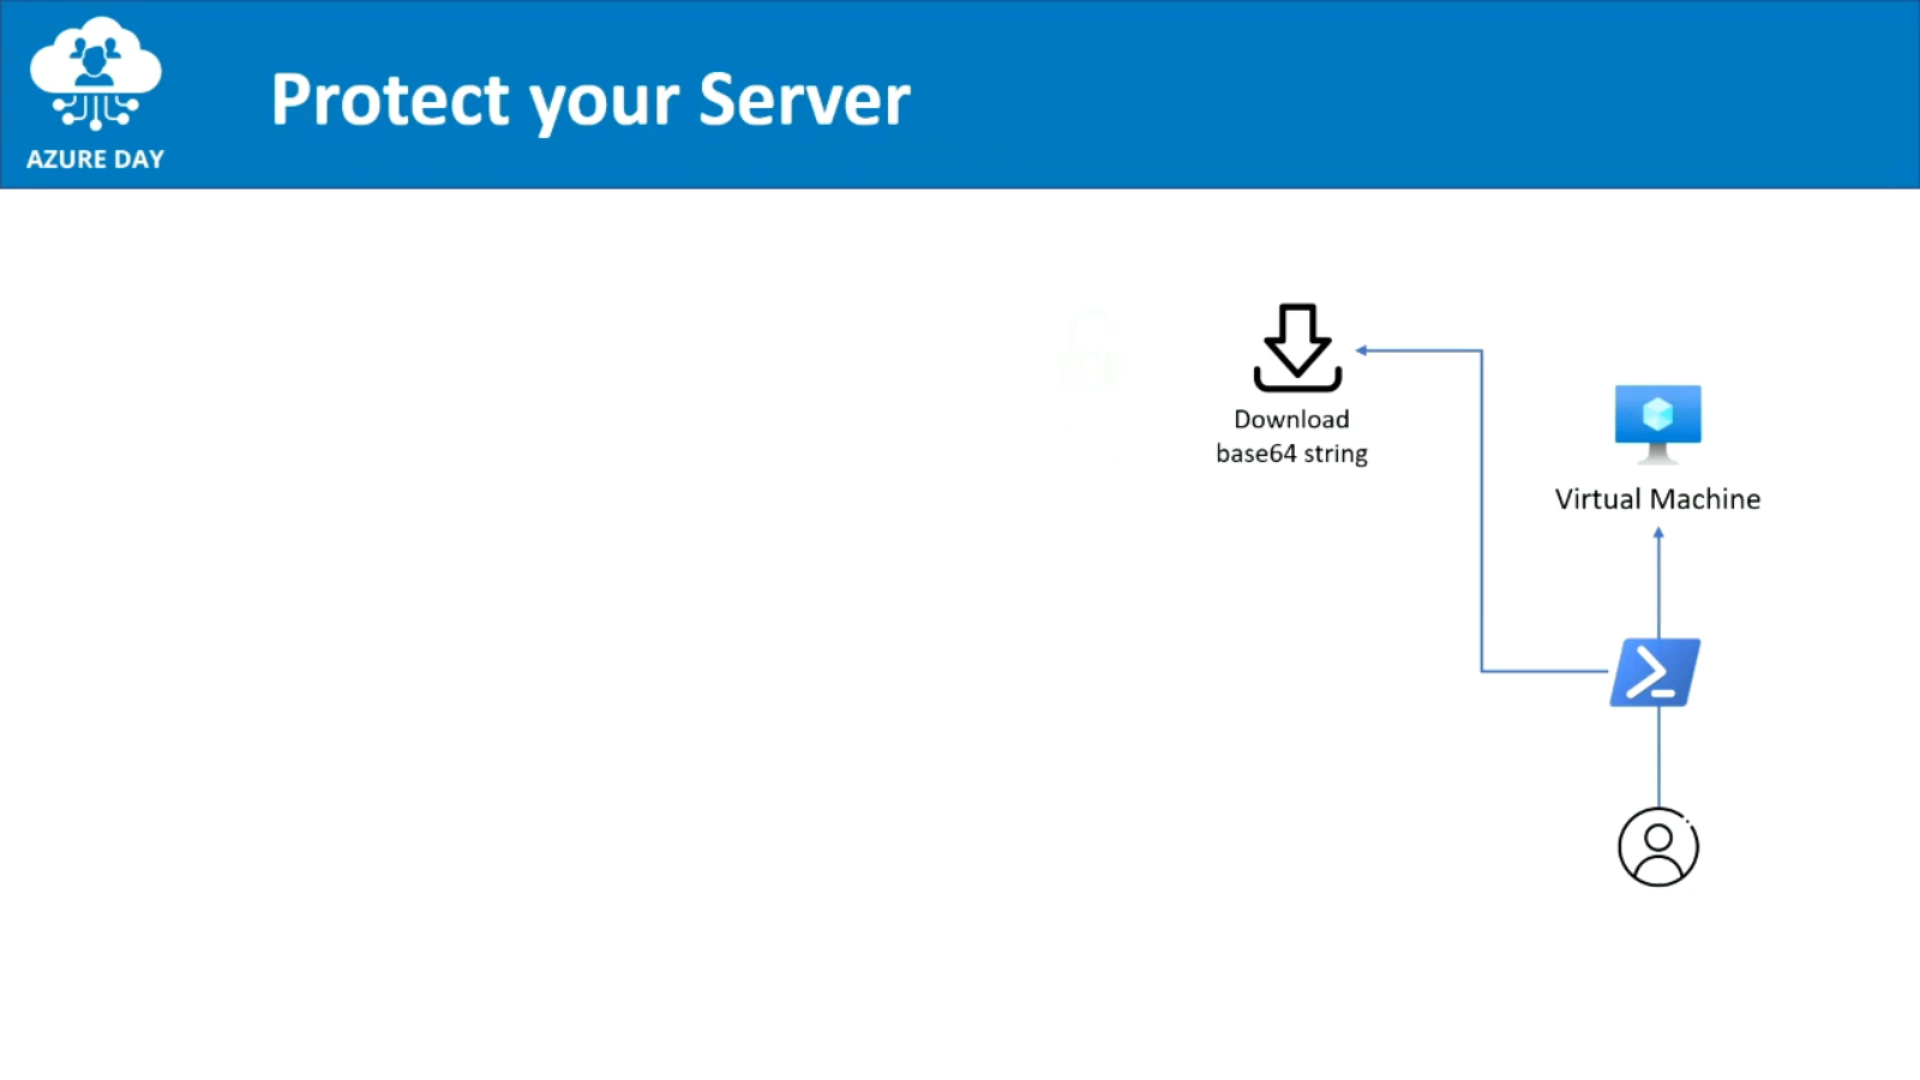 AZURE DAY
Protect your Server
Download
base64 string
Virtual Machine